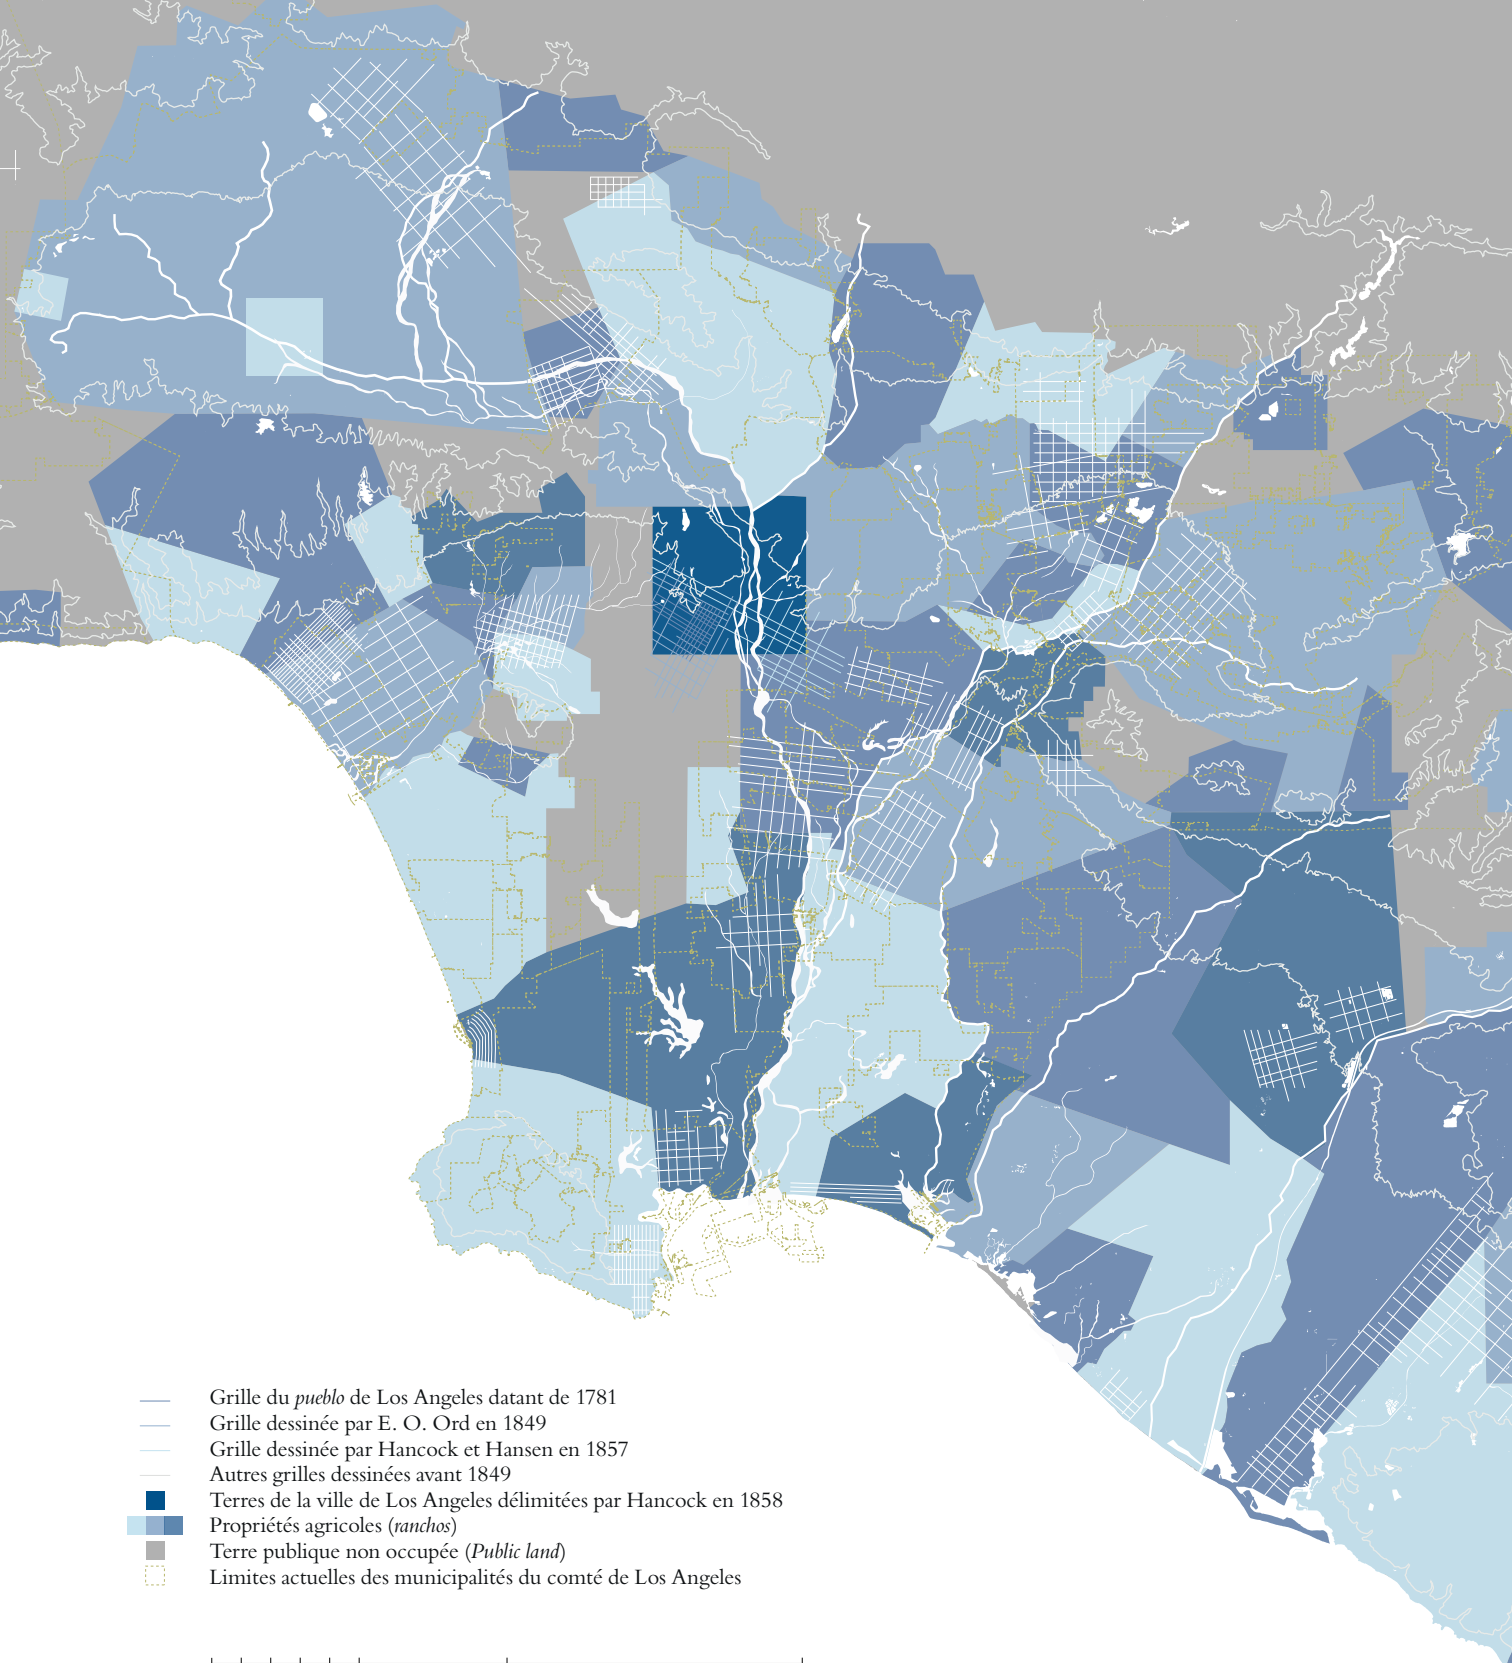 Grille du pueblo de Los Angeles datant de 1781
Grille dessinée par E. O. Ord en 1849
Grille dessinée par Hancock et Hansen en 1857
Autres grilles dessinées avant 1849
Terres de la ville de Los Angeles délimitées par Hancock en 1858
Propriétés agricoles (ranchos)
Terre publique non occupée (Public land)
Limites actuelles des municipalités du comté de Los Angeles